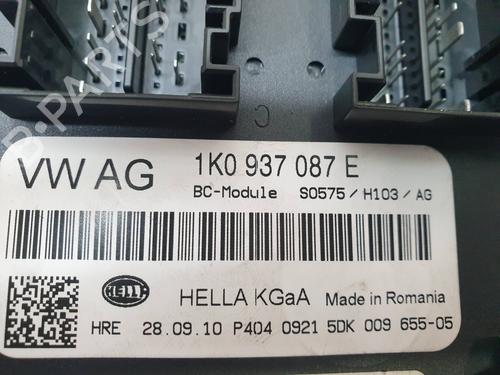 C
VW AG 1K0 937 087 E
BC-Module S0575 / H103 / AG
HELLA HELLA KGaA Made in Romania
HRE 28.09.10 P404 0921 5DK 009 655-05
B-PARTS